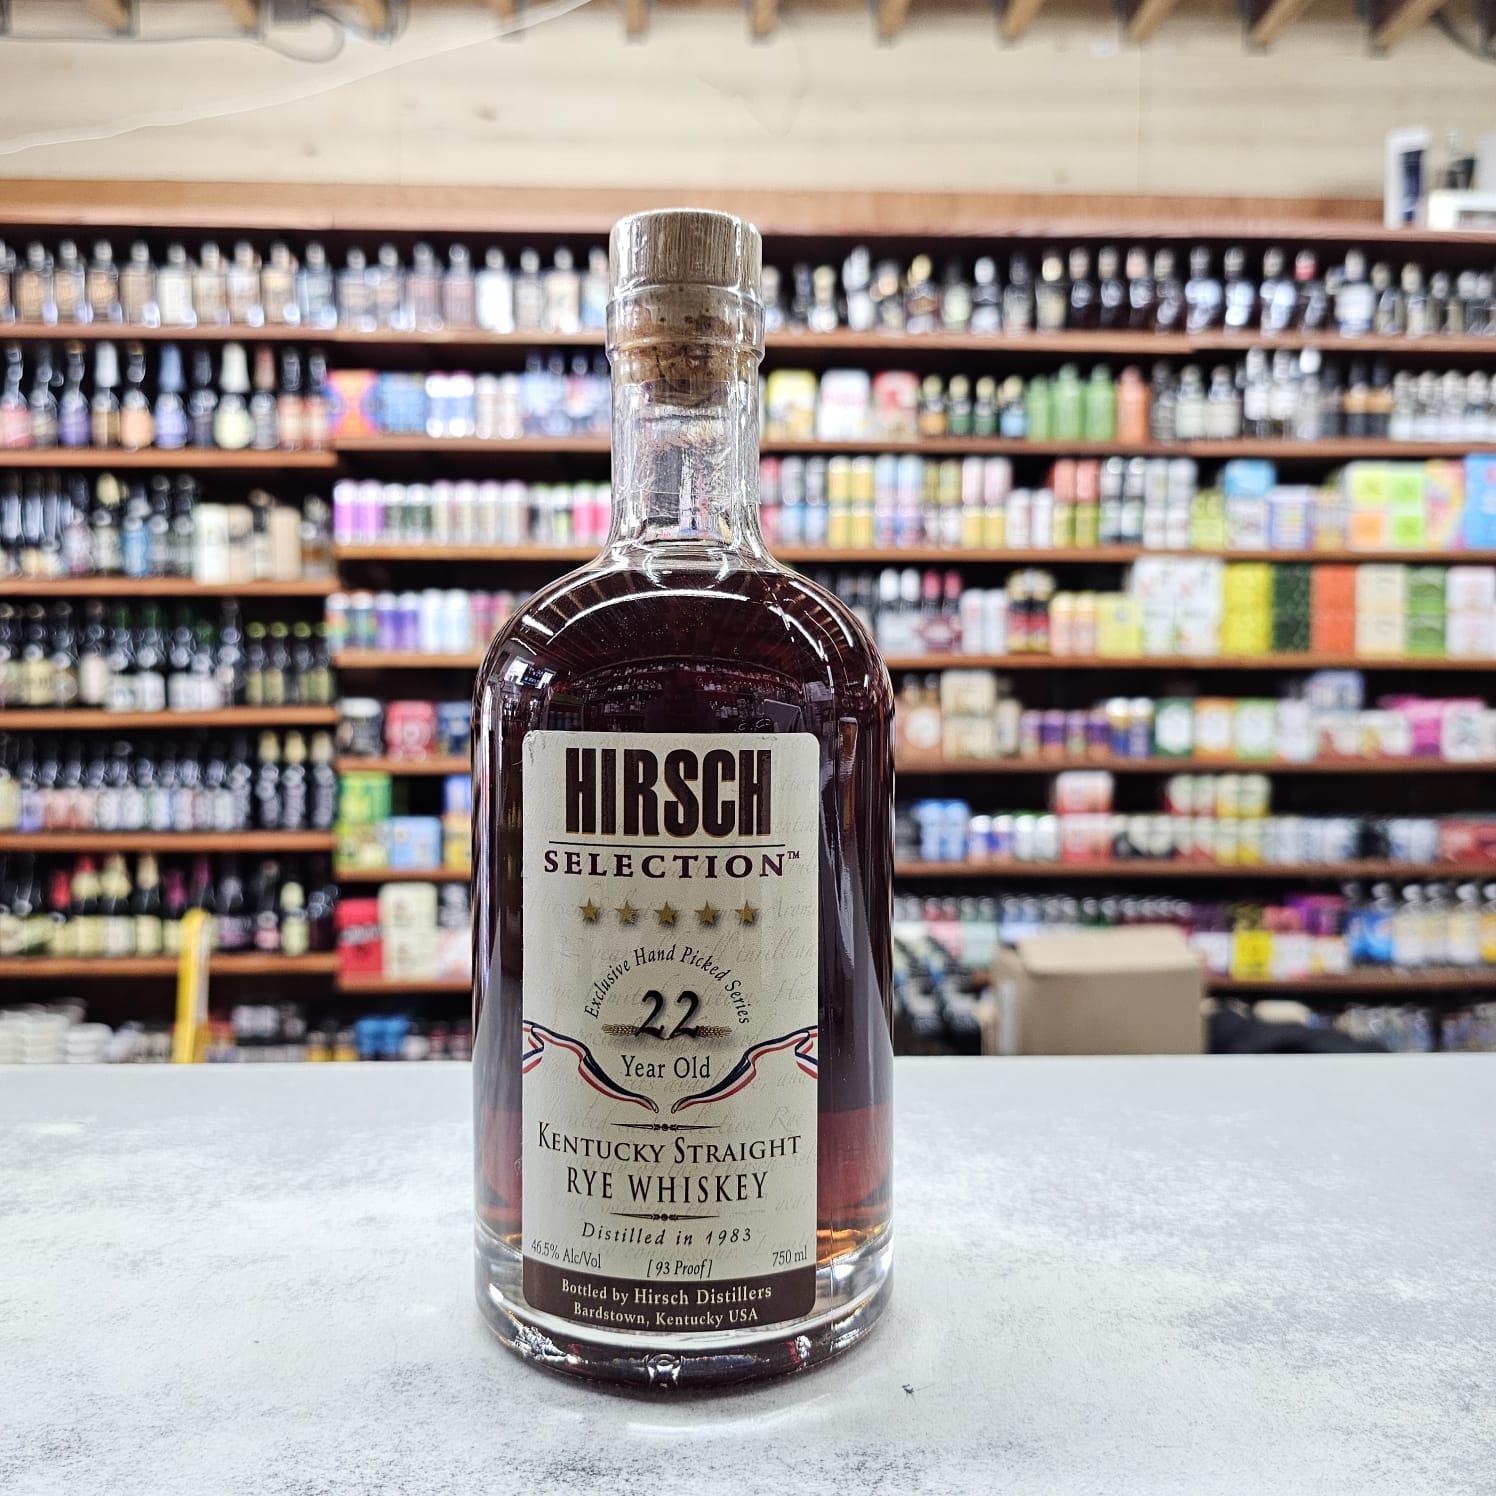 HIRSCH
SELECTION™
Exclusive Hand Picked Series
22
Year Old
KENTUCKY STRAIGHT
RYE WHISKEY
Distilled in 1983
46.5% Alc/Vol [93 Proof] 750 ml
Bottled by Hirsch Distillers
Bardstown, Kentucky USA